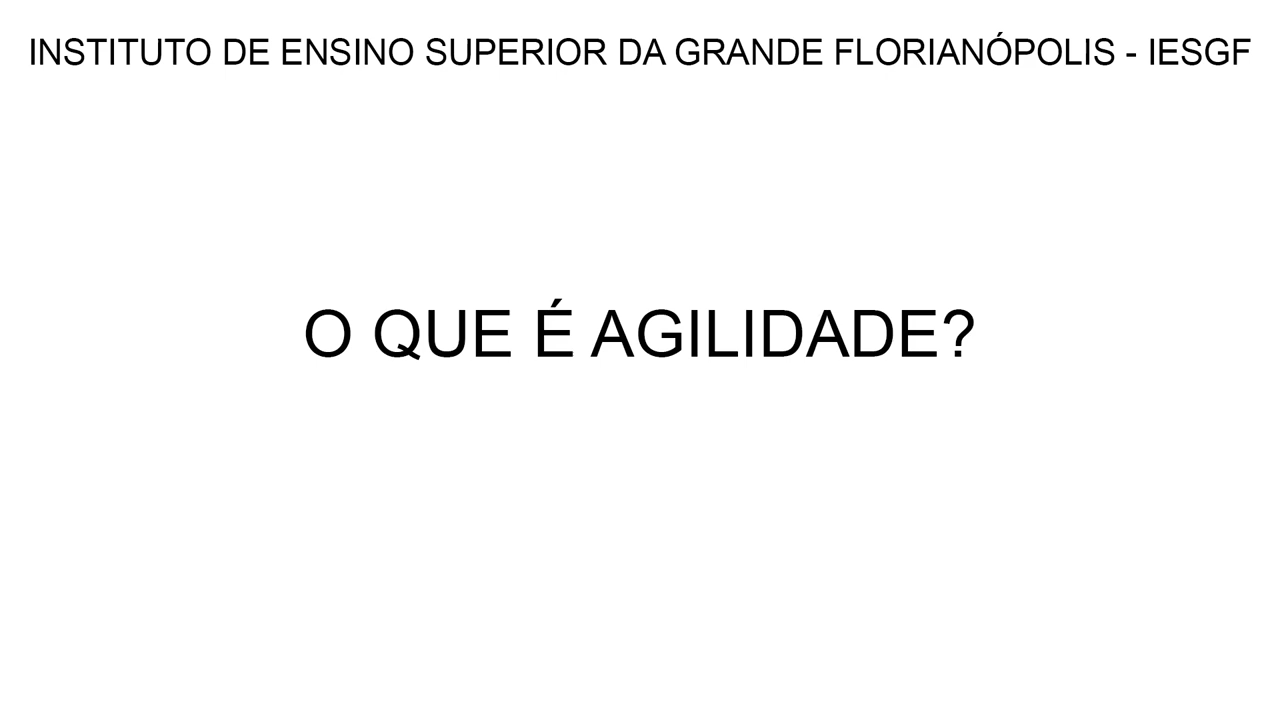 INSTITUTO DE ENSINO SUPERIOR DA GRANDE FLORIANÓPOLIS - IESGF
O QUE É AGILIDADE?